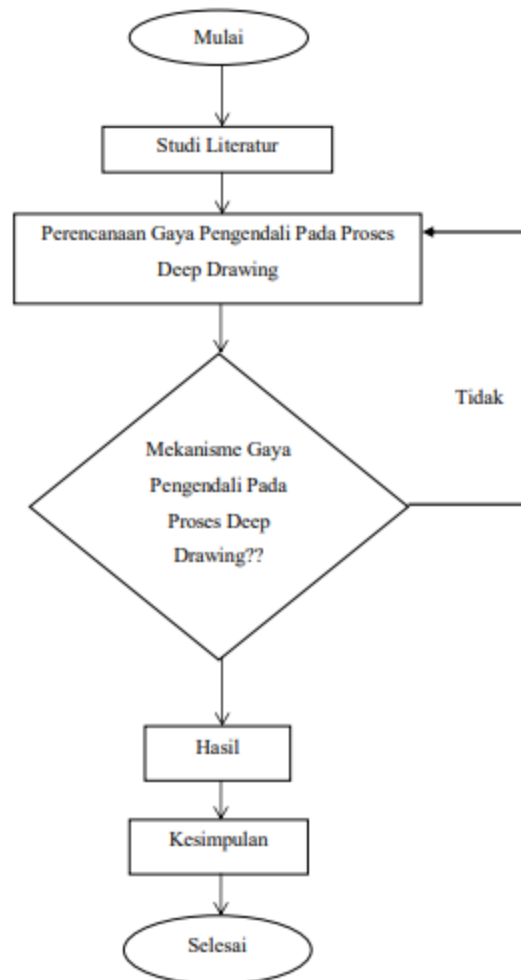 Mulai
Studi Literatur
Perencanaan Gaya Pengendali Pada Proses
Deep Drawing
Tidak
Mekanisme Gaya
Pengendali Pada
Proses Deep
Drawing??
Hasil
Kesimpulan
Selesai